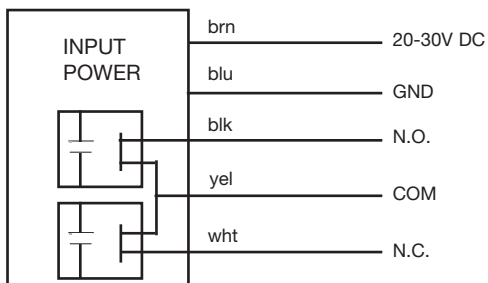 INPUT
POWER
brn
20-30V DC
blu
GND
blk
N.O.
yel
COM
wht
N.C.